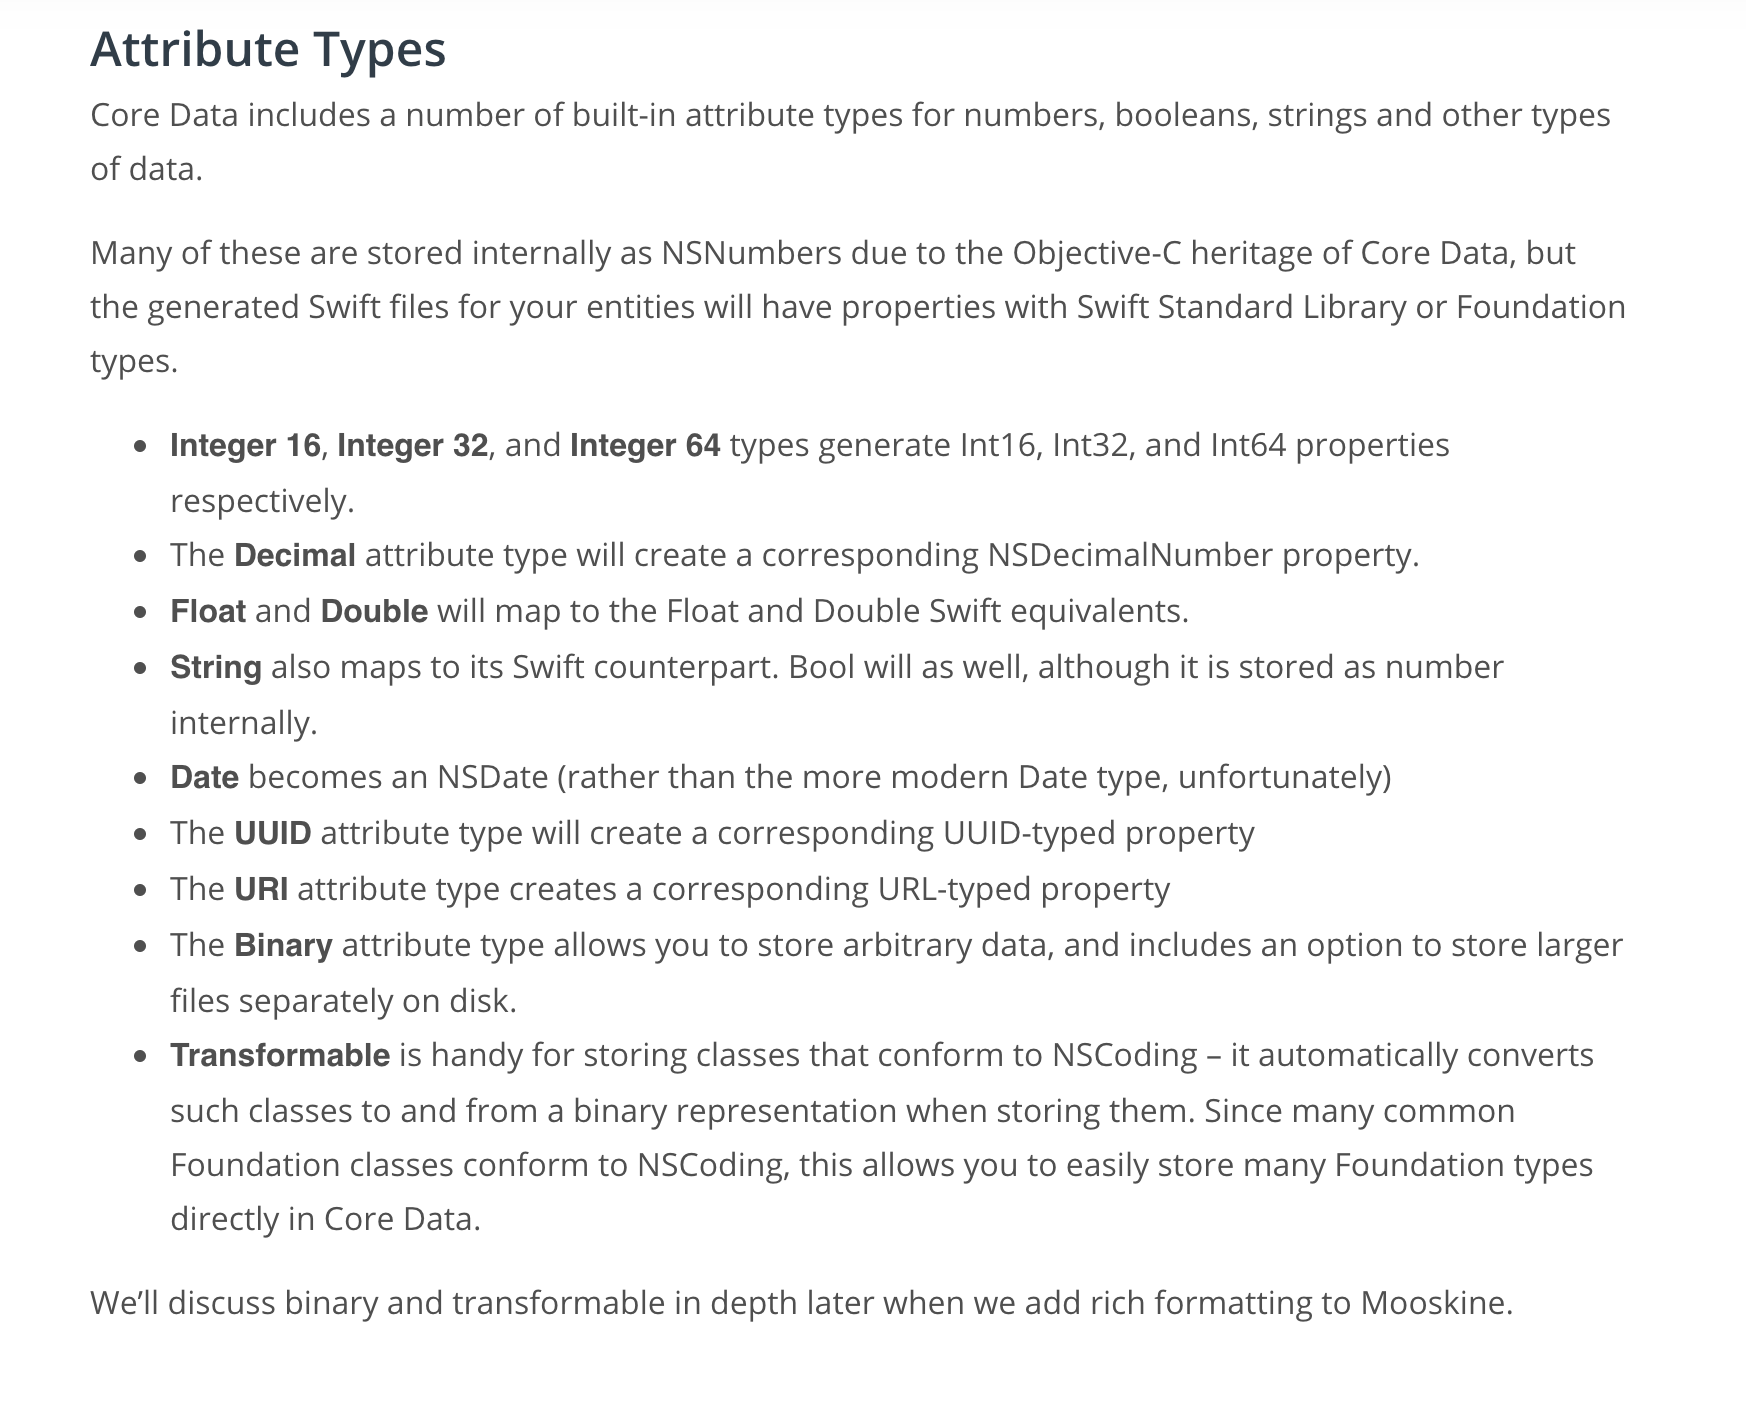 Attribute Types
Core Data includes a number of built-in attribute types for numbers, booleans, strings and other types
of data.
Many of these are stored internally as NSNumbers due to the Objective-C heritage of Core Data, but
the generated Swift files for your entities will have properties with Swift Standard Library or Foundation
types.
• Integer 16, Integer 32, and Integer 64 types generate Int16, Int32, and Int64 properties
respectively.
• The Decimal attribute type will create a corresponding NSDecimalNumber property.
• Float and Double will map to the Float and Double Swift equivalents.
• String also maps to its Swift counterpart. Bool will as well, although it is stored as number
internally.
• Date becomes an NSDate (rather than the more modern Date type, unfortunately)
• The UUID attribute type will create a corresponding UUID-typed property
• The URI attribute type creates a corresponding URL-typed property
• The Binary attribute type allows you to store arbitrary data, and includes an option to store larger
files separately on disk.
• Transformable is handy for storing classes that conform to NSCoding – it automatically converts
such classes to and from a binary representation when storing them. Since many common
Foundation classes conform to NSCoding, this allows you to easily store many Foundation types
directly in Core Data.
We’ll discuss binary and transformable in depth later when we add rich formatting to Mooskine.